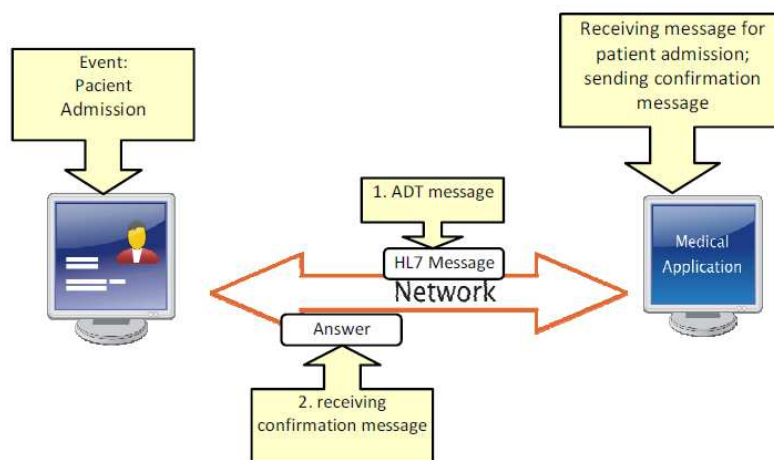 Event:
Pacient
Admission
Receiving message for
patient admission;
sending confirmation
message
1. ADT message
HL7 Message
Network
Medical
Application
Answer
2. receiving
confirmation message